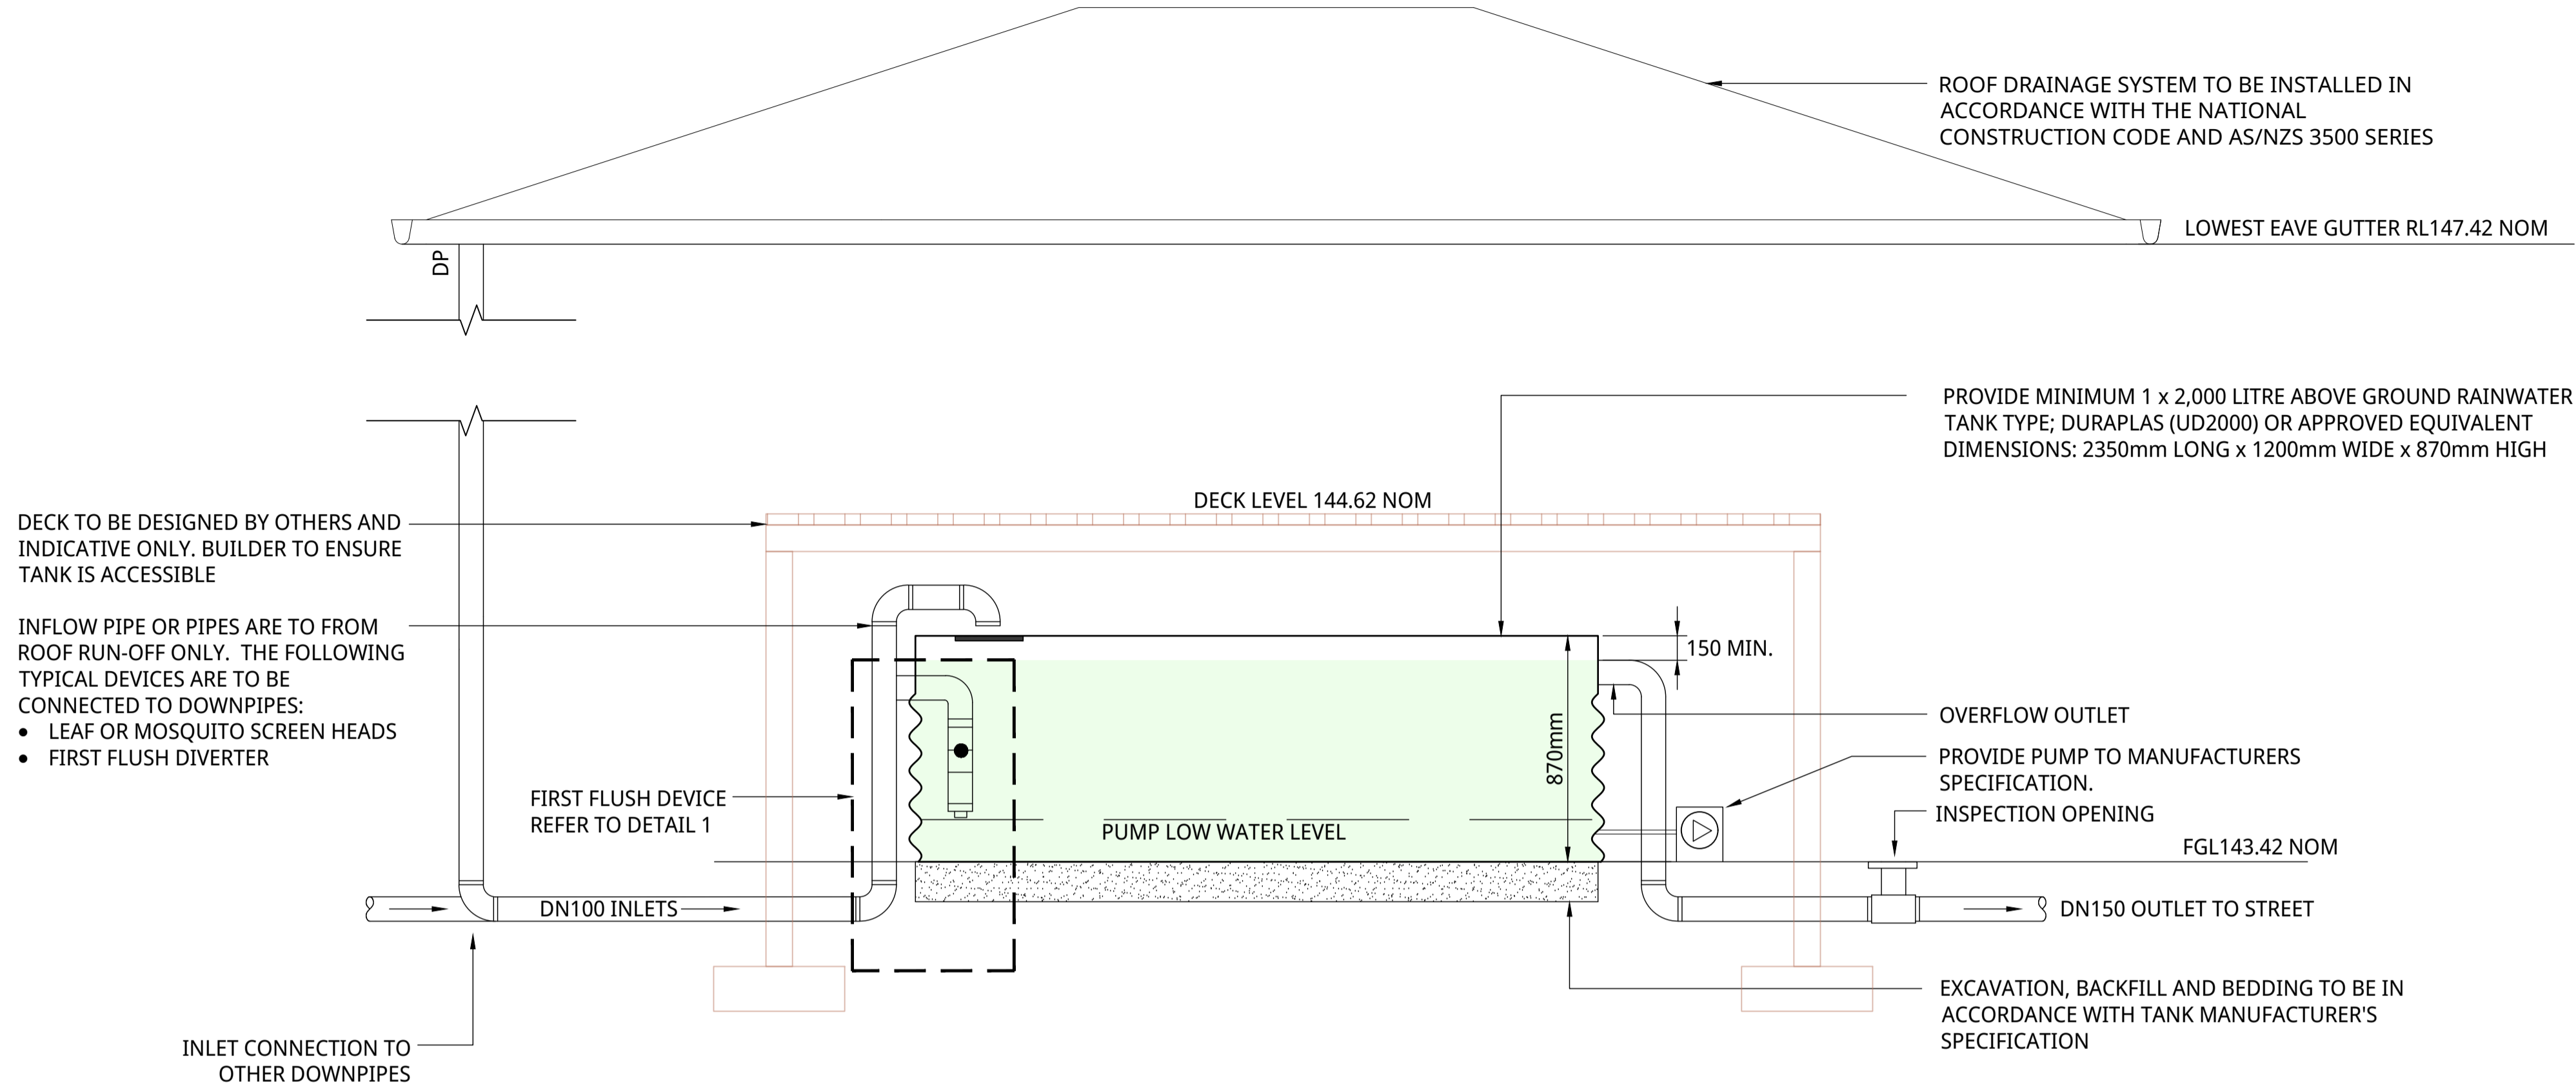 ROOF DRAINAGE SYSTEM TO BE INSTALLED IN
ACCORDANCE WITH THE NATIONAL
CONSTRUCTION CODE AND AS/NZS 3500 SERIES
LOWEST EAVE GUTTER RL147.42 NOM
DP
PROVIDE MINIMUM 1 x 2,000 LITRE ABOVE GROUND RAINWATER
TANK TYPE; DURAPLAS (UD2000) OR APPROVED EQUIVALENT
DIMENSIONS: 2350mm LONG x 1200mm WIDE x 870mm HIGH
DECK LEVEL 144.62 NOM
DECK TO BE DESIGNED BY OTHERS AND
INDICATIVE ONLY. BUILDER TO ENSURE
TANK IS ACCESSIBLE
INFLOW PIPE OR PIPES ARE TO FROM
ROOF RUN-OFF ONLY. THE FOLLOWING
TYPICAL DEVICES ARE TO BE
CONNECTED TO DOWNPIPES:
• LEAF OR MOSQUITO SCREEN HEADS
• FIRST FLUSH DIVERTER
150 MIN.
870mm
OVERFLOW OUTLET
PROVIDE PUMP TO MANUFACTURERS
SPECIFICATION.
INSPECTION OPENING
FIRST FLUSH DEVICE
REFER TO DETAIL 1
PUMP LOW WATER LEVEL
FGL143.42 NOM
DN100 INLETS
DN150 OUTLET TO STREET
EXCAVATION, BACKFILL AND BEDDING TO BE IN
ACCORDANCE WITH TANK MANUFACTURER'S
SPECIFICATION
INLET CONNECTION TO
OTHER DOWNPIPES